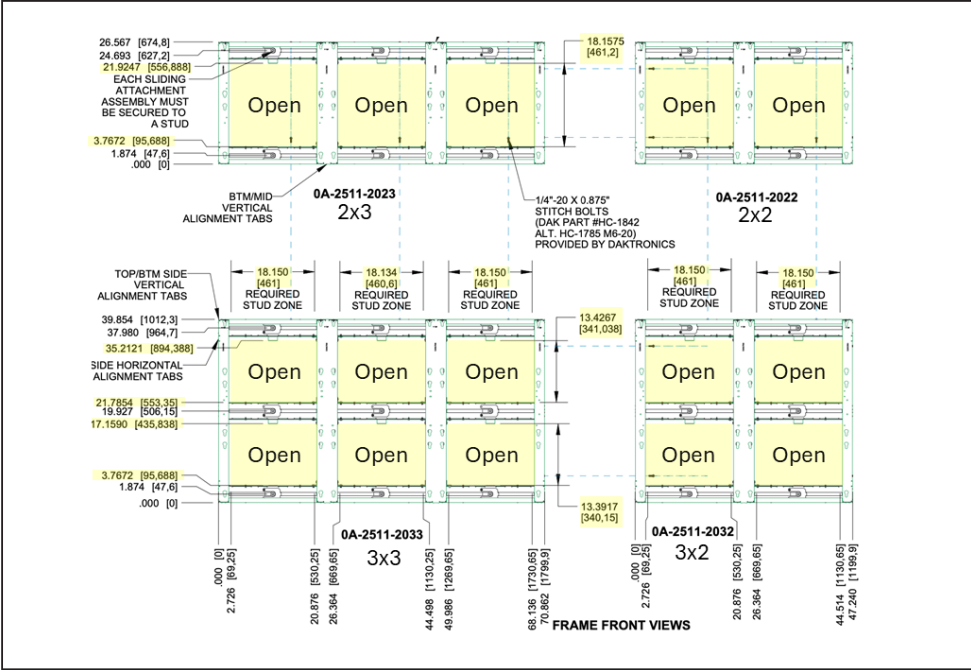 26.567 [674,8]
24.693 [627,2]
21.9247 [556,888]
EACH SLIDING
ATTACHMENT
ASSEMBLY MUST
BE SECURED TO
A STUD
3.7672 [95,688]
1.874 [47,6]
.000 [0]
Open
Open
Open
18.1575
[461,2]
Open
Open
BTM/MID
VERTICAL
ALIGNMENT TABS
0A-2511-2023
2x3
1/4"-20 X 0.875"
STITCH BOLTS
(DAK PART #HC-1842
ALT. HC-1785 M6-20)
PROVIDED BY DAKTRONICS
0A-2511-2022
2x2
TOP/BTM SIDE
VERTICAL
ALIGNMENT TABS
18.150
[461]
REQUIRED
STUD ZONE
18.134
[460,6]
REQUIRED
STUD ZONE
18.150
[461]
REQUIRED
STUD ZONE
18.150
[461]
REQUIRED
STUD ZONE
18.150
[461]
REQUIRED
STUD ZONE
39.854 [1012,3]
37.980 [964,7]
35.2121 [894,388]
SIDE HORIZONTAL
ALIGNMENT TABS
21.7854 [553,35]
19.927 [506,15]
17.1590 [435,838]
3.7672 [95,688]
1.874 [47,6]
.000 [0]
Open
Open
Open
Open
Open
Open
13.4267
[341,038]
13.3917
[340,15]
Open
Open
Open
Open
0A-2511-2033
3x3
0A-2511-2032
3x2
.000 [0]
2.726 [69,25]
20.876 [530,25]
26.364 [669,65]
44.498 [1130,25]
49.986 [1269,65]
68.136 [1730,65]
70.862 [1799,9]
.000 [0]
2.726 [69,25]
20.876 [530,25]
26.364 [669,65]
44.514 [1130,65]
47.240 [1199,9]
FRAME FRONT VIEWS